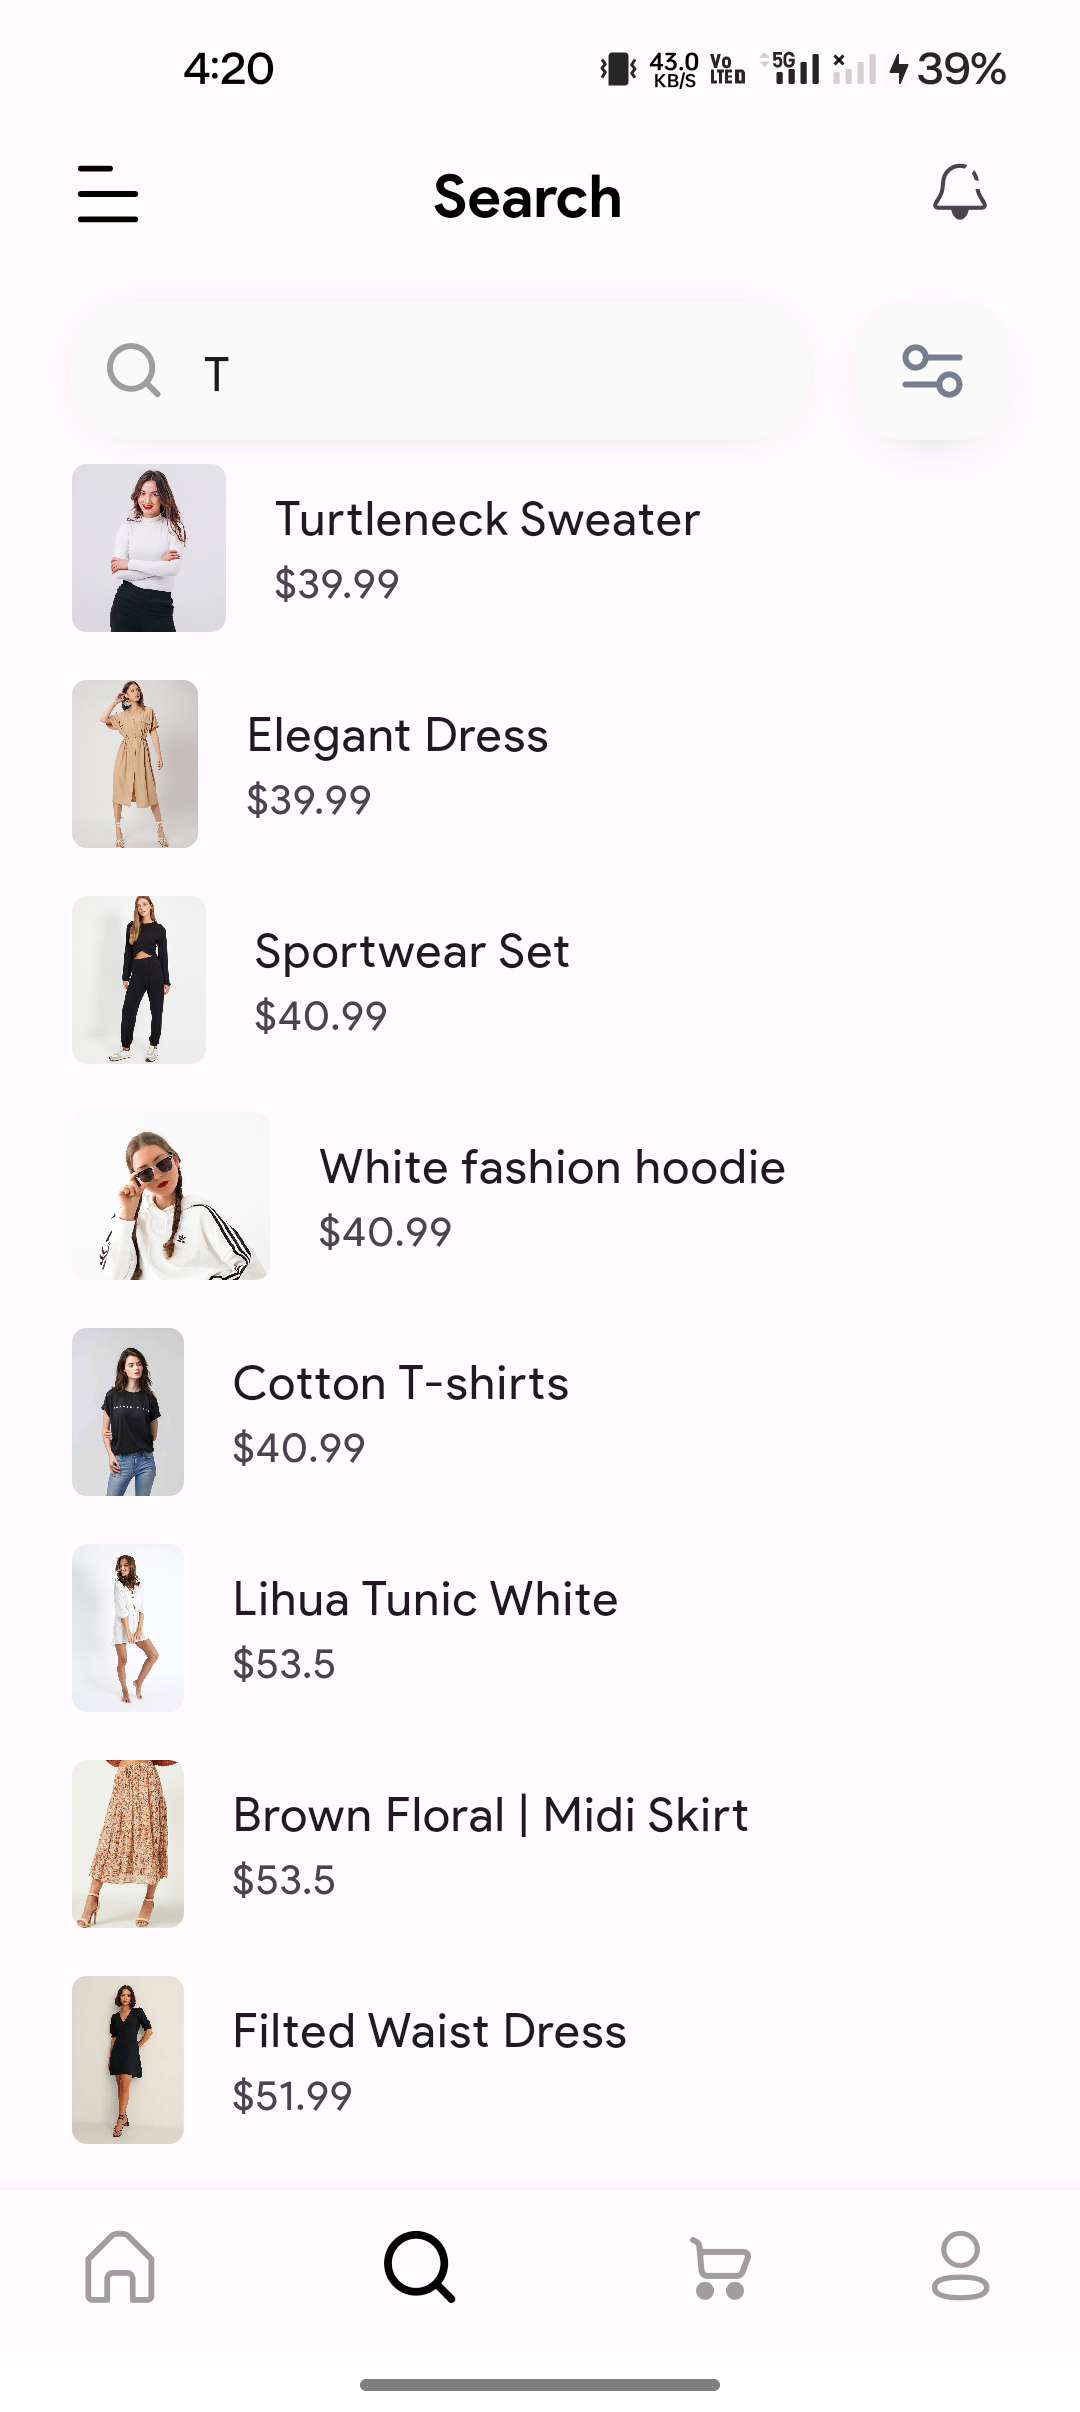 4:20
43.0 KB/S Vo LTE 5G 39%
Search
T
Turtleneck Sweater
$39.99
Elegant Dress
$39.99
Sportwear Set
$40.99
White fashion hoodie
$40.99
Cotton T-shirts
$40.99
Lihua Tunic White
$53.5
Brown Floral | Midi Skirt
$53.5
Filted Waist Dress
$51.99